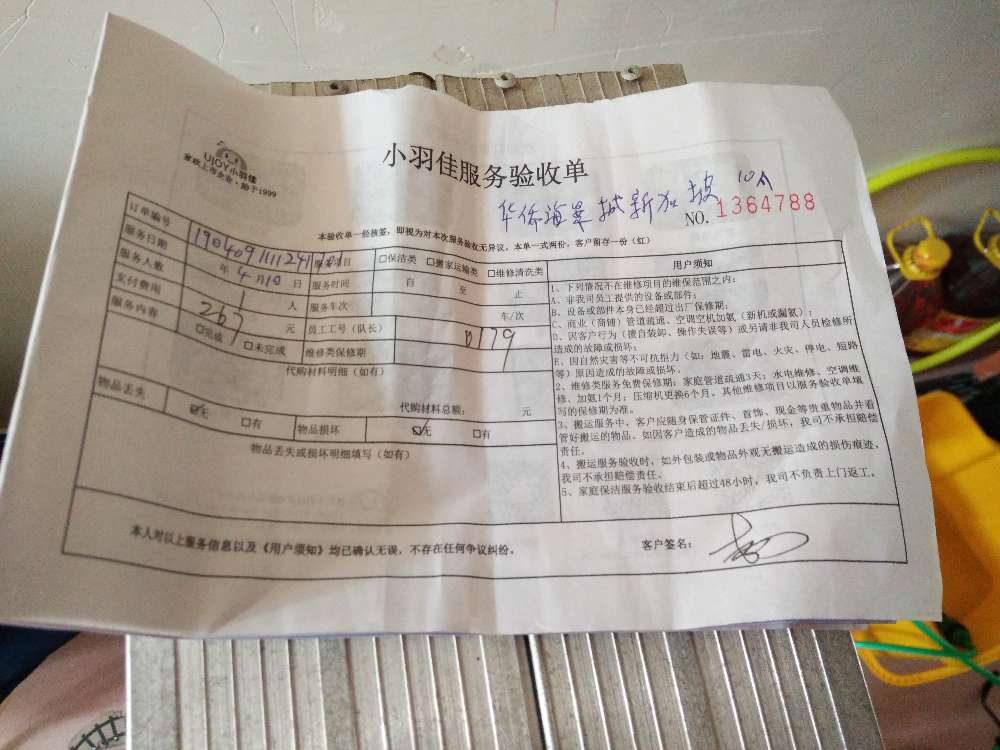 UJOY小羽佳
家政上市企业·始于1999
小羽佳服务验收单
NO. 1364788
本验收单一经核签，即视为对本次服务验收无异议，本单一式两份，客户留存一份（红）
订单编号 190409111124 服务项目 □保洁类 □搬家运输类 □维修清洗类
服务日期 年 4 月 10 日 服务时间 自 至 止
服务人数 1 人 服务车次 车/次
支付费用 267 元 员工工号（队长） 0179
服务内容 □完成 □未完成 维修类保修期
代购材料明细（如有）
代购材料总额： 元
物品丢失 ☑无 □有 物品损坏 ☑无 □有
物品丢失或损坏明细填写（如有）
用户须知
1、下列情况不在维修项目的维保范围之内：
A、非我司员工提供的设备或部件；
B、设备或部件本身已经超过出厂保修期；
C、商业（商铺）管道疏通、空调空机加氨（新机或漏氨）；
D、因客户行为（擅自装卸、操作失误等）或另请非我司人员检修所
造成的故障或损坏；
E、因自然灾害等不可抗拒力（如：地震、雷电、火灾、停电、短路
等）原因造成的故障或损坏。
2、维修类服务免费保修期：家庭管道疏通3天；水电维修、空调维
修、加氨1个月；压缩机更换6个月。其他维修项目以服务验收单填
写的保修期为准。
3、搬运服务中，客户应随身保管证件、首饰、现金等贵重物品并看
管好搬运的物品。如因客户造成的物品丢失/损坏，我司不承担赔偿
责任。
4、搬运服务验收时，如外包装或物品外观无搬运造成的损伤痕迹，
我司不承担赔偿责任。
5、家庭保洁服务验收结束后超过48小时，我司不负责上门返工。
本人对以上服务信息以及《用户须知》均已确认无误，不存在任何争议纠纷。
客户签名：